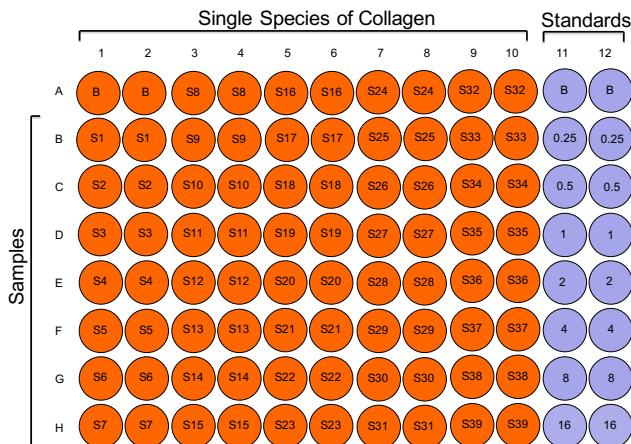 Single Species of Collagen Standards
1 2 3 4 5 6 7 8 9 10 11 12
A B B S8 S8 S16 S16 S24 S24 S32 S32 B B
B S1 S1 S9 S9 S17 S17 S25 S25 S33 S33 0.25 0.25
C S2 S2 S10 S10 S18 S18 S26 S26 S34 S34 0.5 0.5
D S3 S3 S11 S11 S19 S19 S27 S27 S35 S35 1 1
E S4 S4 S12 S12 S20 S20 S28 S28 S36 S36 2 2
F S5 S5 S13 S13 S21 S21 S29 S29 S37 S37 4 4
G S6 S6 S14 S14 S22 S22 S30 S30 S38 S38 8 8
H S7 S7 S15 S15 S23 S23 S31 S31 S39 S39 16 16
Samples